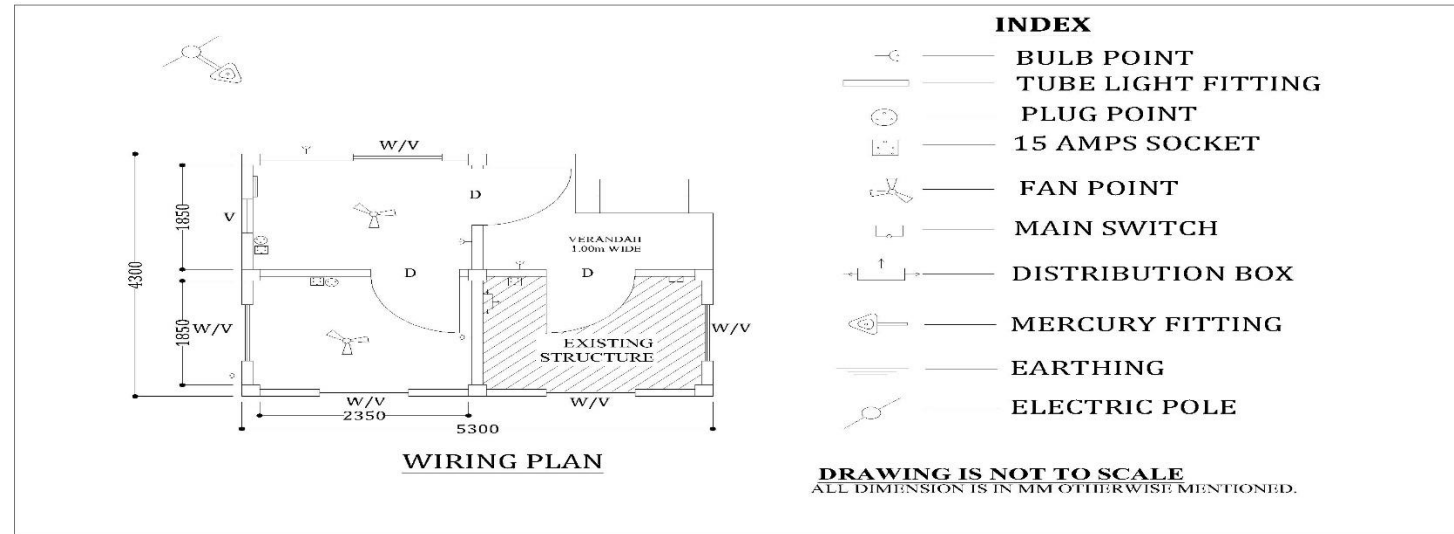 INDEX
BULB POINT
TUBE LIGHT FITTING
PLUG POINT
15 AMPS SOCKET
FAN POINT
MAIN SWITCH
DISTRIBUTION BOX
MERCURY FITTING
EARTHING
ELECTRIC POLE
W/V
D
V
1850
4300
VERANDAH
1.00m WIDE
D
D
W/V
1850
W/V
EXISTING
STRUCTURE
W/V
W/V
2350
5300
WIRING PLAN
DRAWING IS NOT TO SCALE
ALL DIMENSION IS IN MM OTHERWISE MENTIONED.